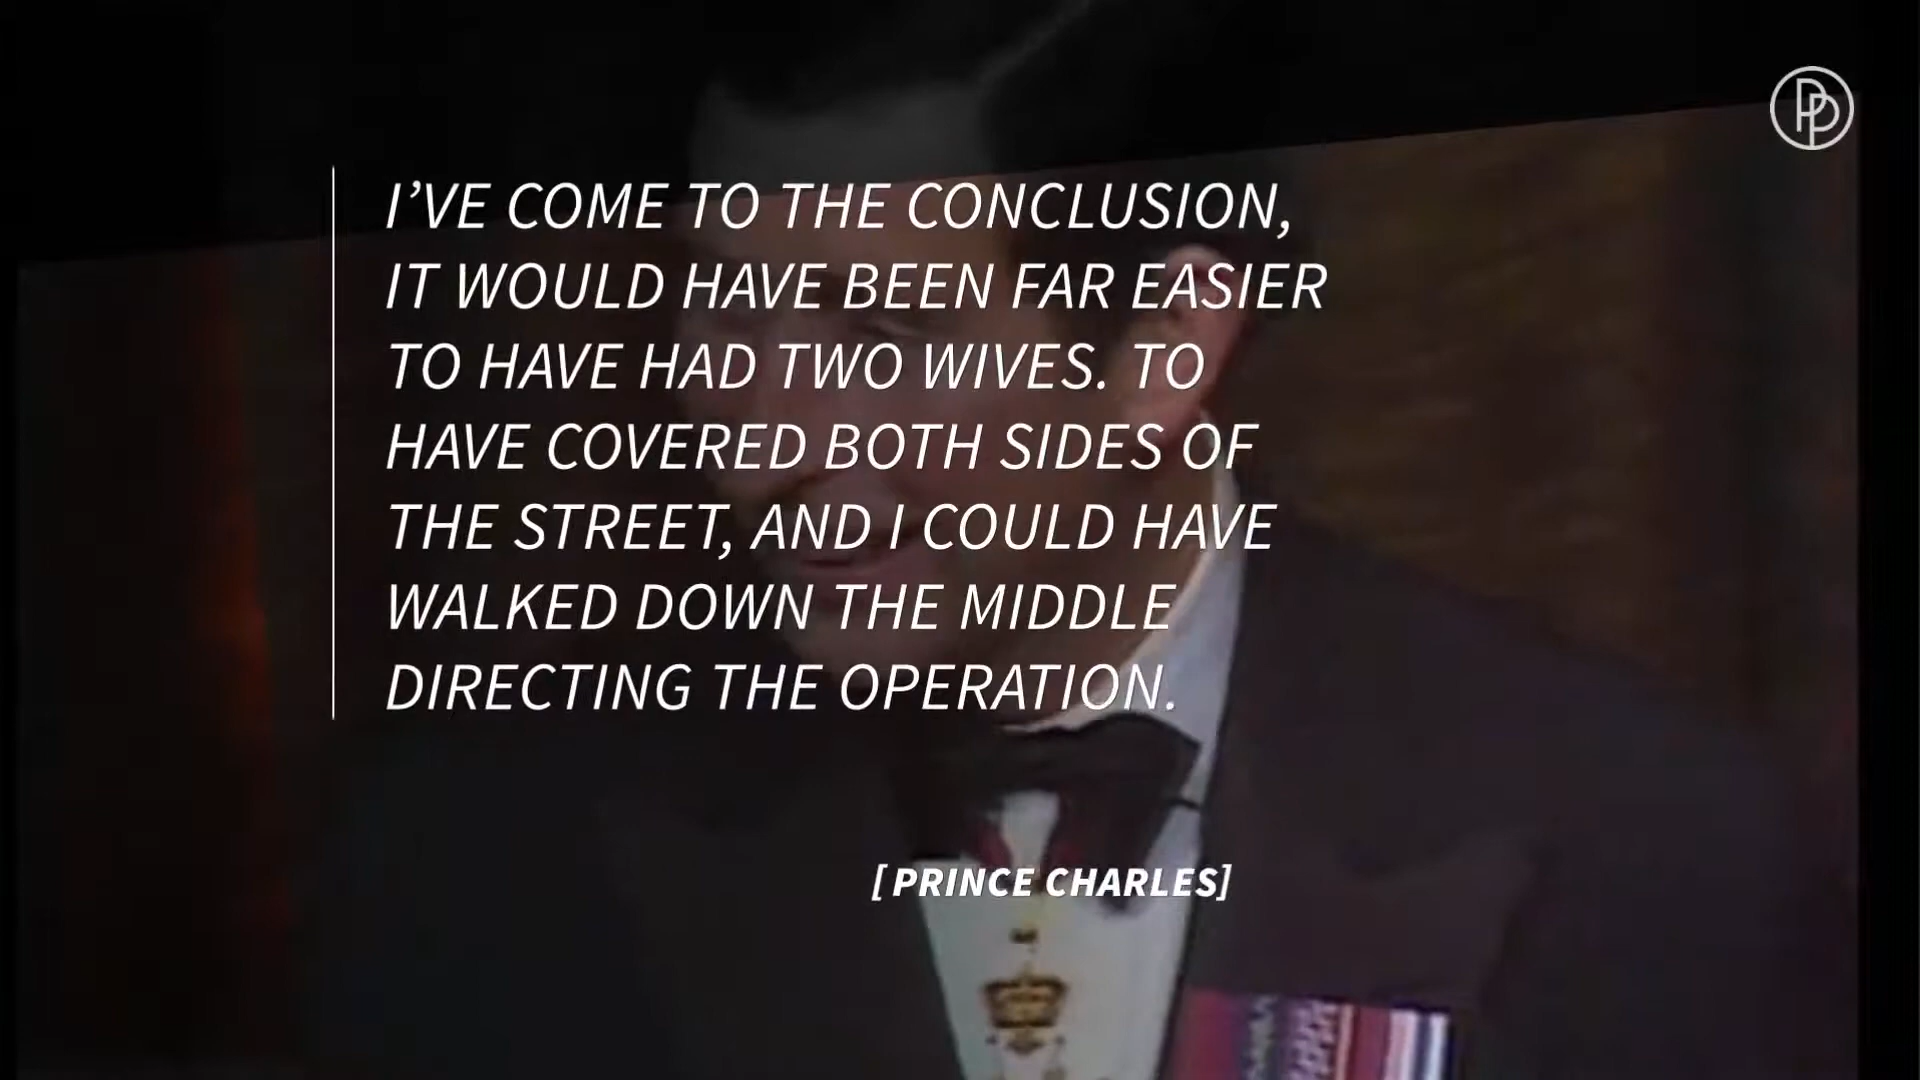 I’VE COME TO THE CONCLUSION,
IT WOULD HAVE BEEN FAR EASIER
TO HAVE HAD TWO WIVES. TO
HAVE COVERED BOTH SIDES OF
THE STREET, AND I COULD HAVE
WALKED DOWN THE MIDDLE
DIRECTING THE OPERATION.
[PRINCE CHARLES]